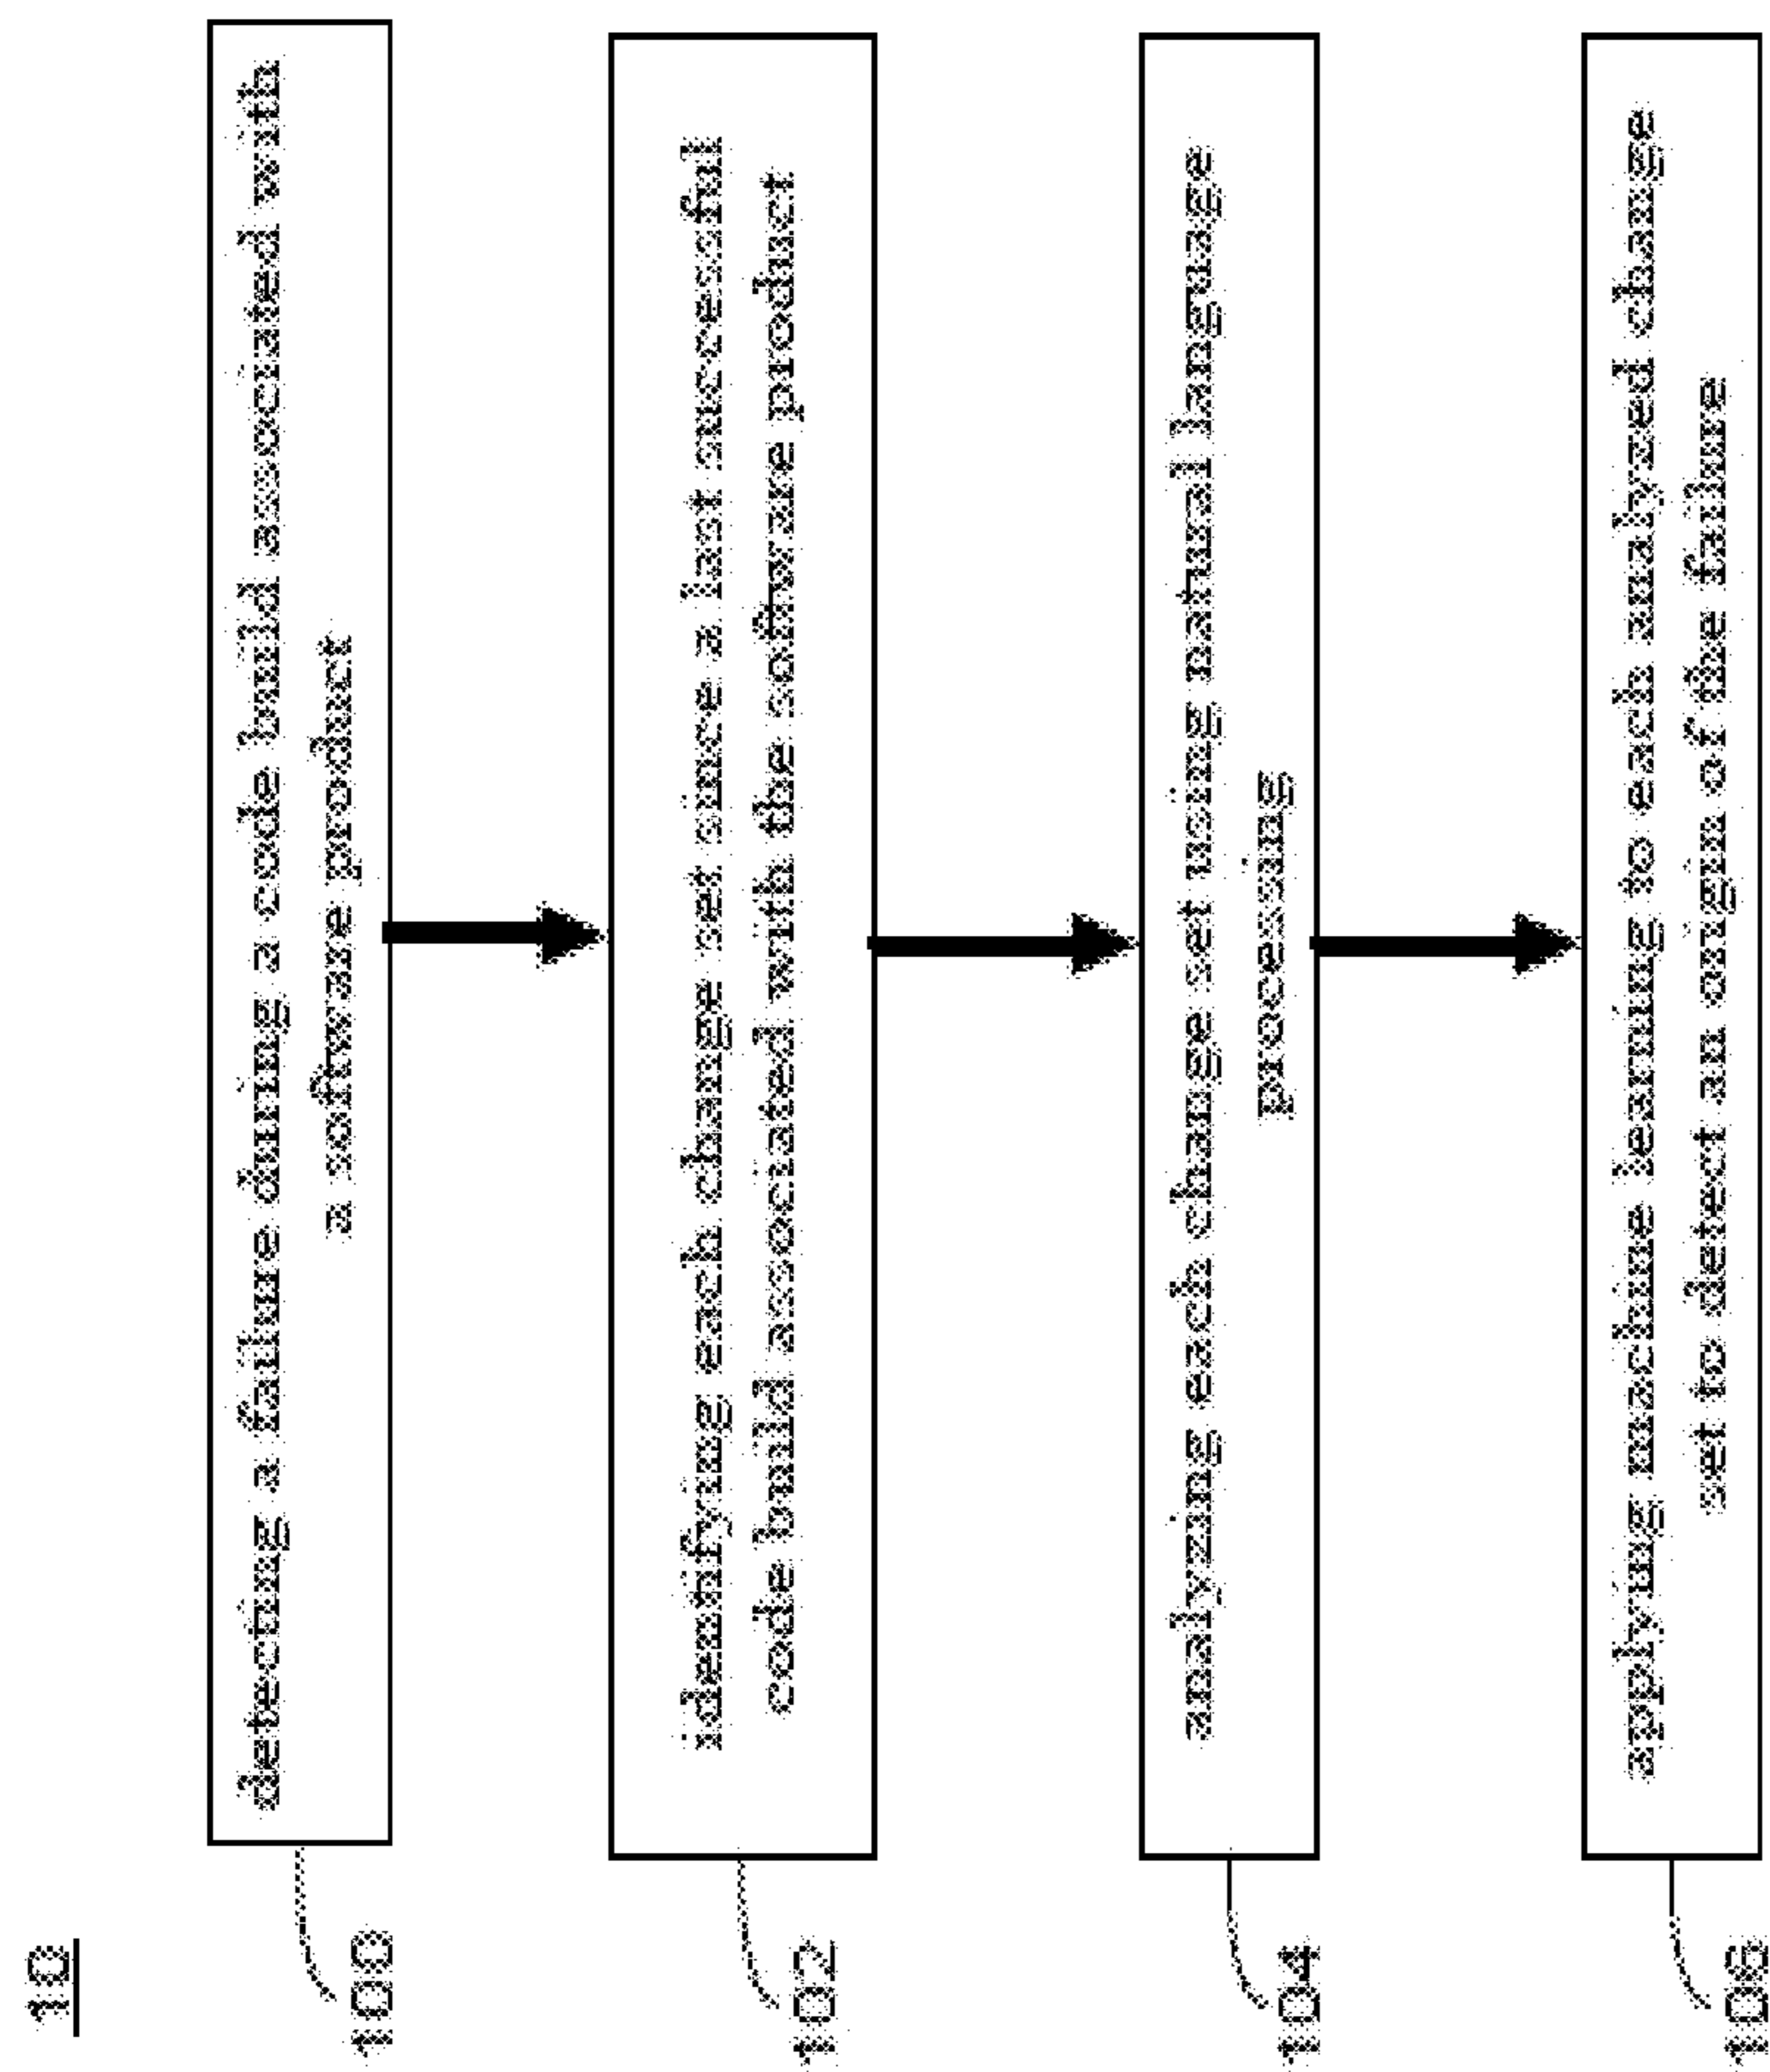 10
100
detecting a failure during a code build associated with
a software product
102
identifying each change set since a last successful
code build associated with the software product
104
analyzing each change set using natural language
processing
106
applying machine learning to each analyzed change
set to detect an origin of the failure